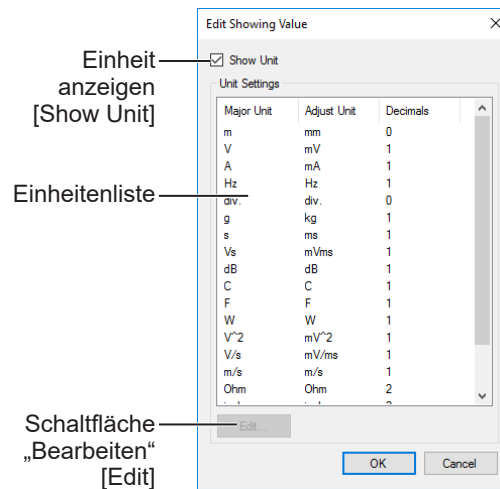 Edit Showing Value
Einheit
anzeigen
[Show Unit]
Show Unit
Unit Settings
Major Unit Adjust Unit Decimals
m mm 0
V mV 1
A mA 1
Hz Hz 1
Einheitenliste
div. div. 0
g kg 1
s ms 1
Vs mVms 1
dB dB 1
C C 1
F F 1
W W 1
V^2 mV^2 1
V/s mV/ms 1
m/s m/s 1
Ohm Ohm 2
Schaltfläche
„Bearbeiten“
[Edit]
Edit...
OK Cancel